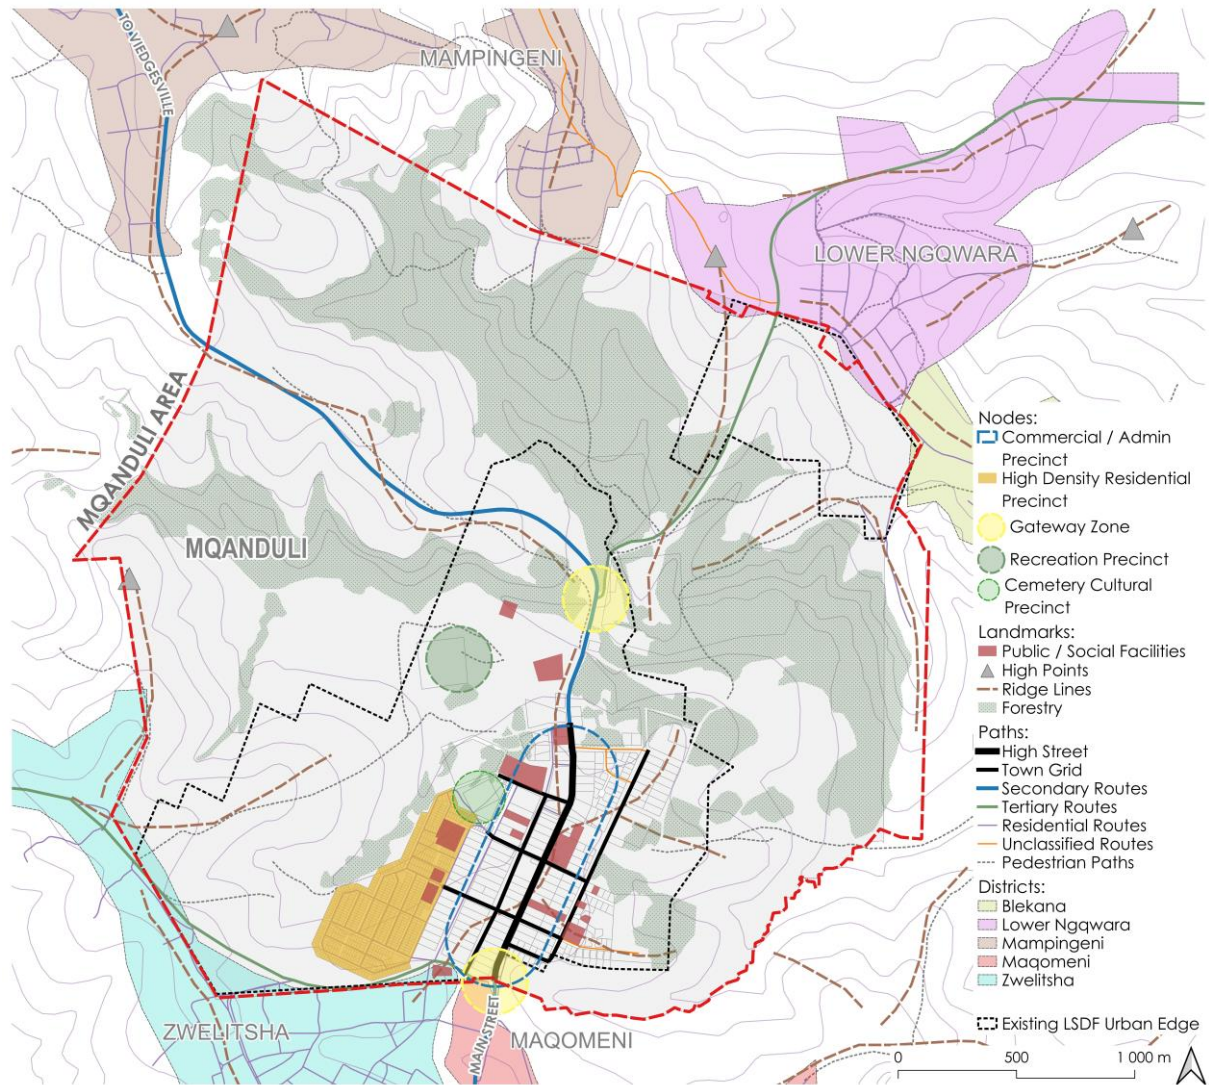 TO VIEDGESVILLE
MAMPINGENI
LOWER NGQWARA
MQANDULI AREA
MQANDULI
ZWELITSHA
MAIN STREET
MAQOMENI
Nodes:
Commercial / Admin
Precinct
High Density Residential
Precinct
Gateway Zone
Recreation Precinct
Cemetery Cultural
Precinct
Landmarks:
Public / Social Facilities
High Points
Ridge Lines
Forestry
Paths:
High Street
Town Grid
Secondary Routes
Tertiary Routes
Residential Routes
Unclassified Routes
Pedestrian Paths
Districts:
Blekana
Lower Ngqwara
Mampingeni
Maqomeni
Zwelitsha
Existing LSDF Urban Edge
0 500 1 000 m